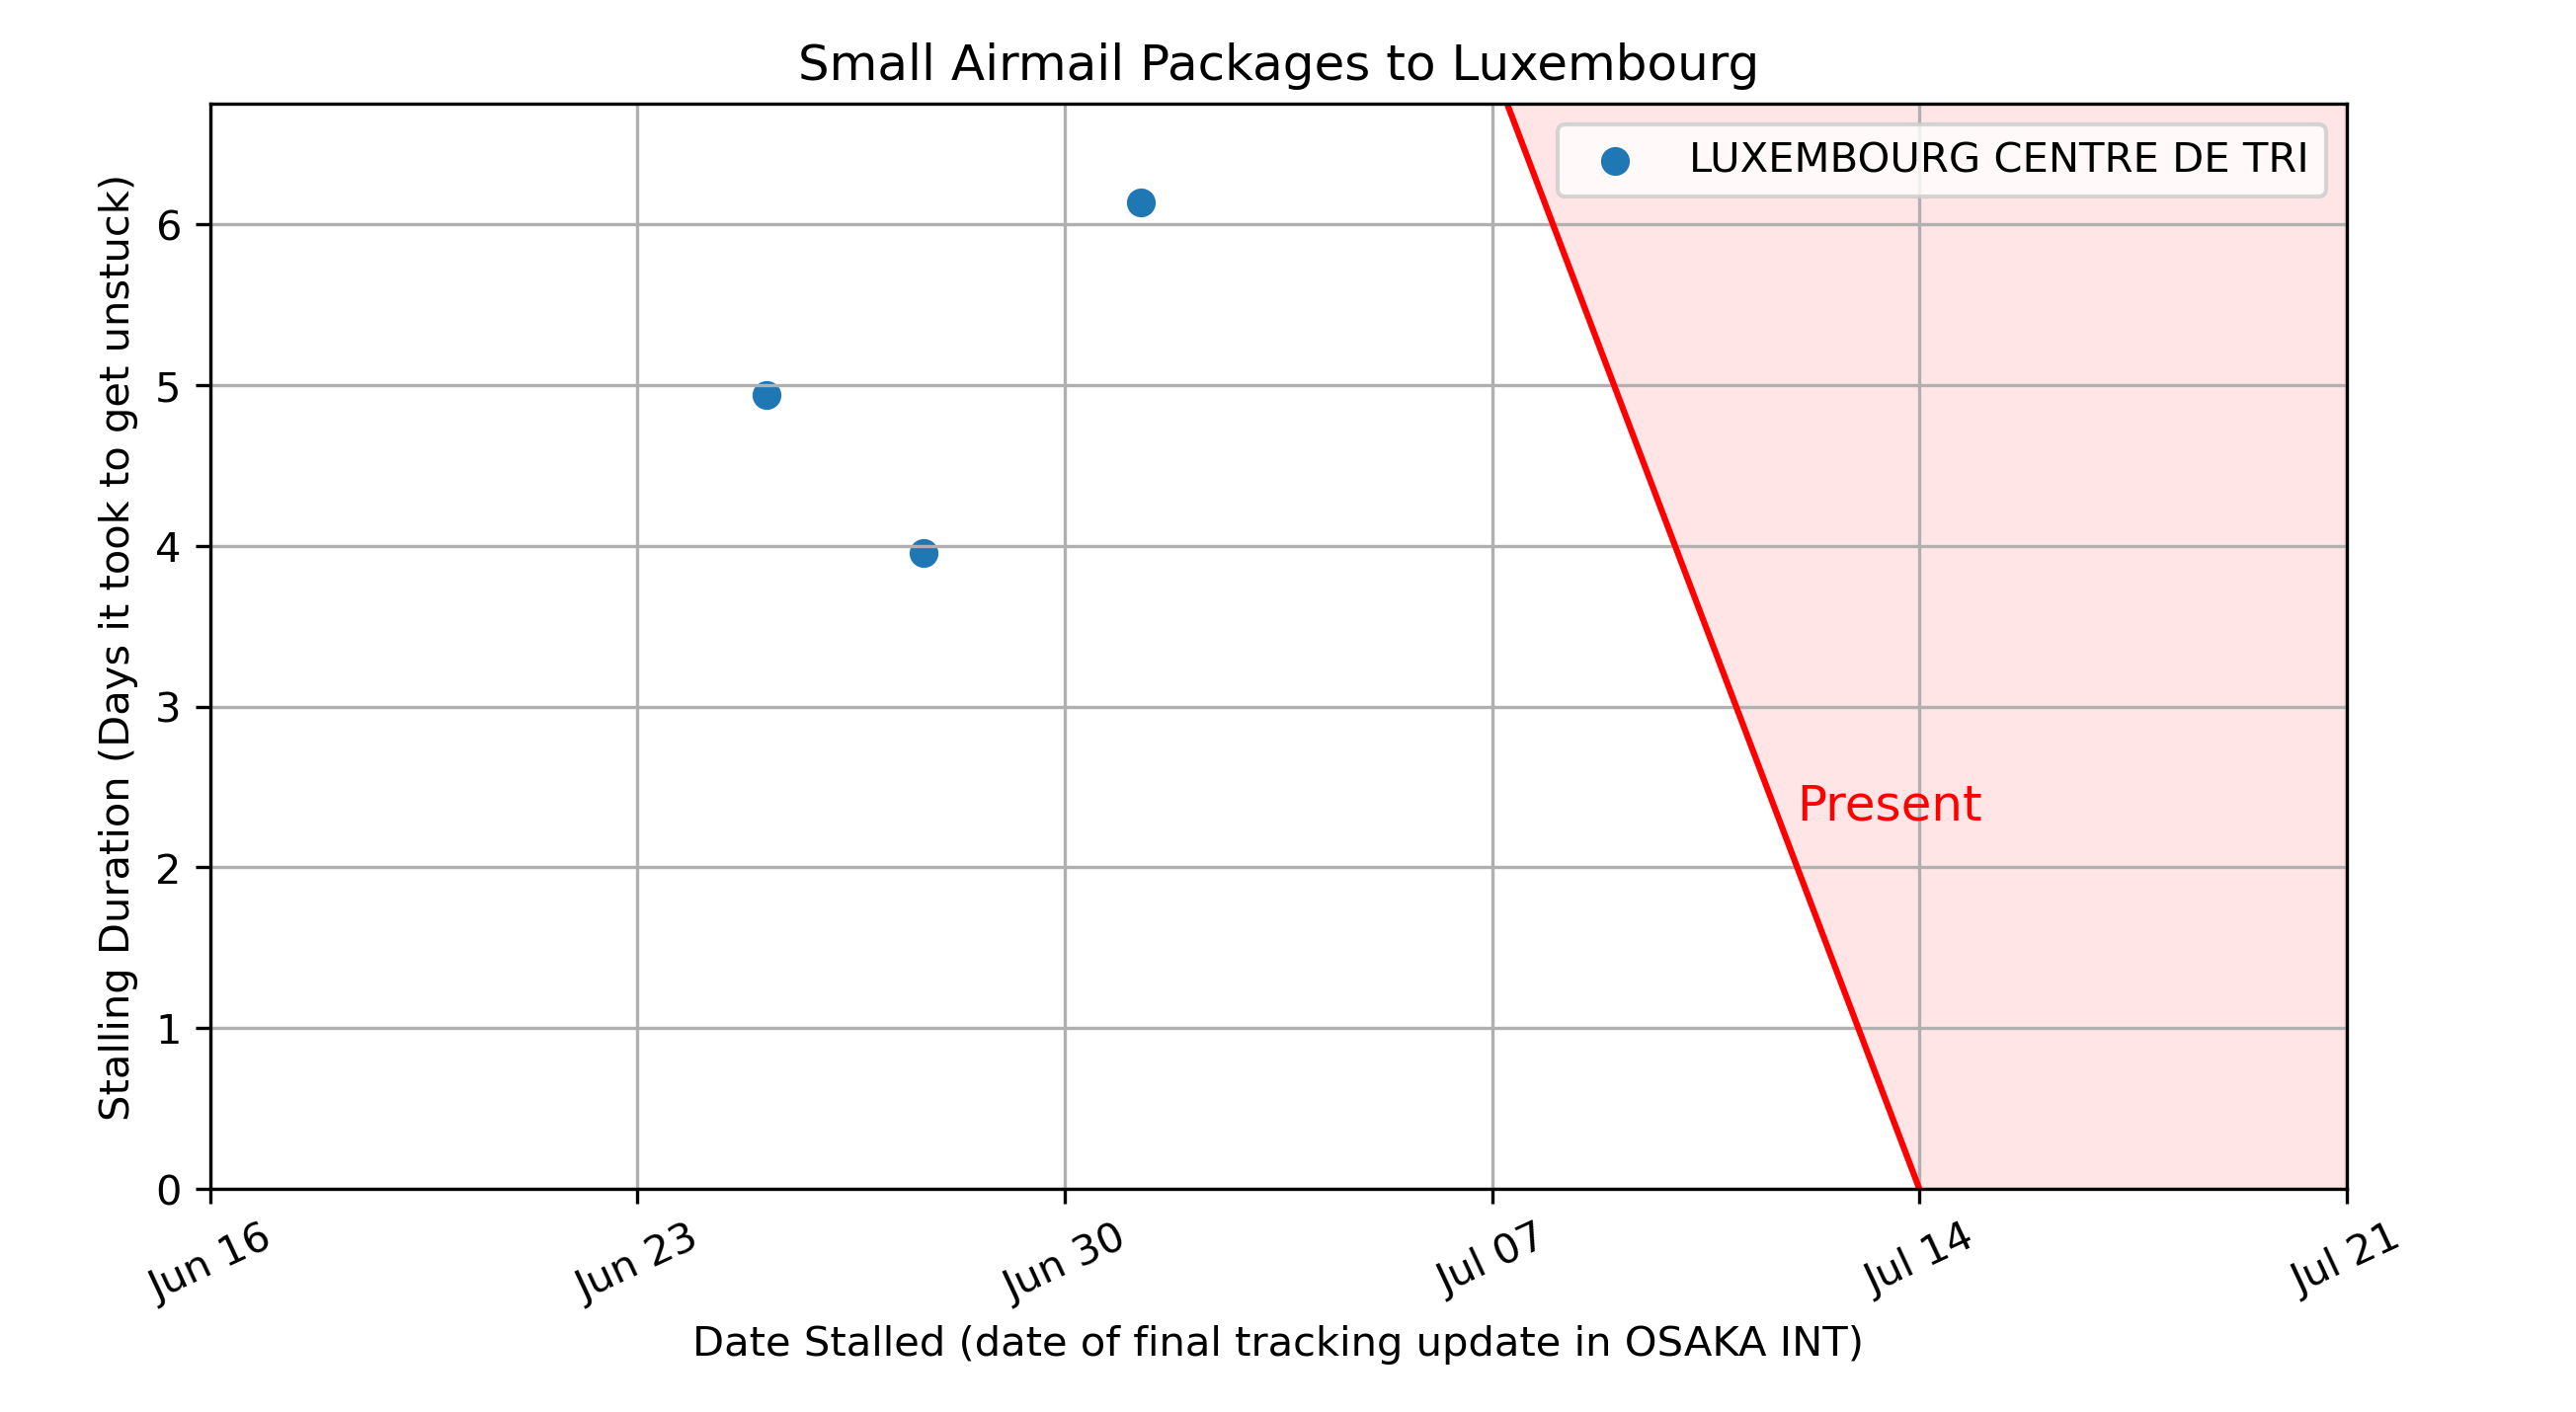 Small Airmail Packages to Luxembourg
LUXEMBOURG CENTRE DE TRI
Stalling Duration (Days it took to get unstuck)
6
5
4
3
2
1
0
Present
Jun 16
Jun 23
Jun 30
Jul 07
Jul 14
Jul 21
Date Stalled (date of final tracking update in OSAKA INT)